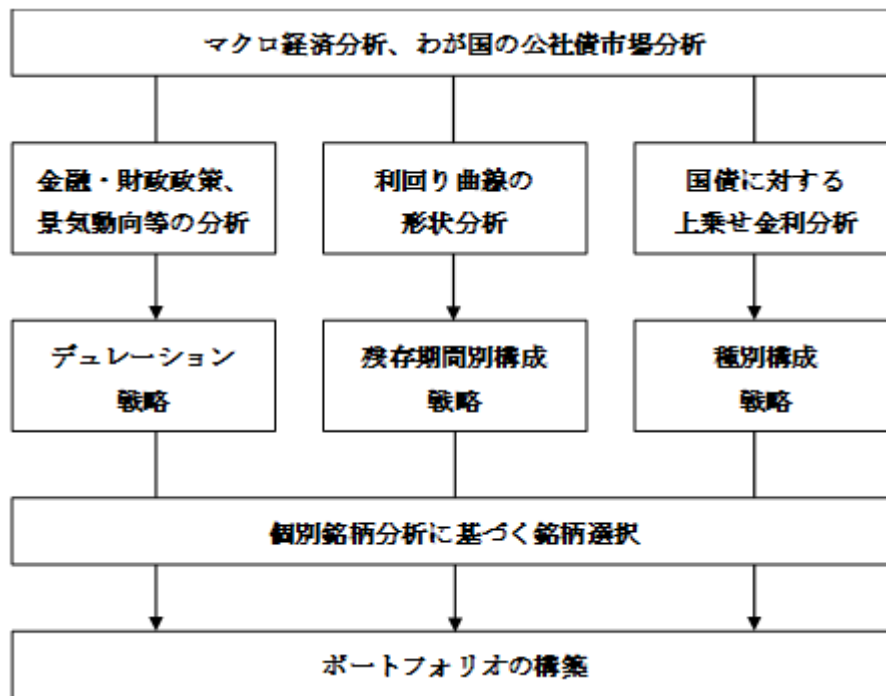 マクロ経済分析、わが国の公社債市場分析
金融・財政政策、
景気動向等の分析
利回り曲線の
形状分析
国債に対する
上乗せ金利分析
デュレーション
戦略
残存期間別構成
戦略
種別構成
戦略
個別銘柄分析に基づく銘柄選択
ポートフォリオの構築